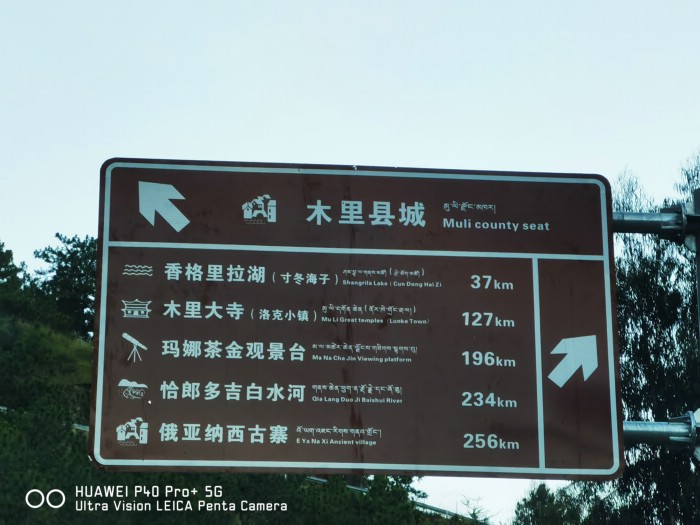 木里县城
Muli county seat
香格里拉湖（寸冬海子）
Shangrila Lake (Cun Dong Hai Zi)
37km
木里大寺（洛克小镇）
Mu Li Great temples (Lunke Town)
127km
玛娜茶金观景台
Ma Na Cha Jin Viewing platform
196km
恰郎多吉白水河
Qia Lang Duo Ji Baishui River
234km
俄亚纳西古寨
E Ya Na Xi Ancient village
256km
HUAWEI P40 Pro+ 5G
Ultra Vision LEICA Penta Camera